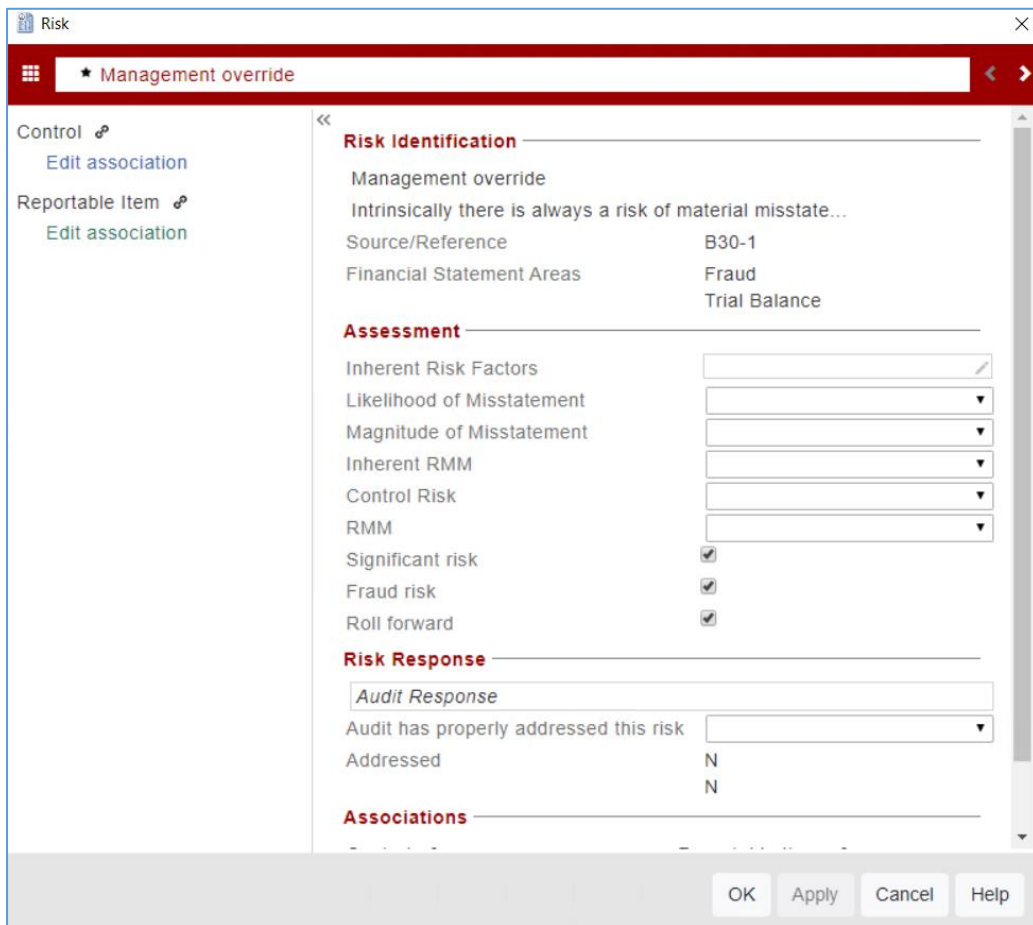 Risk
Management override
Control
Edit association
Reportable Item
Edit association
Risk Identification
Management override
Intrinsically there is always a risk of material misstate...
Source/Reference B30-1
Financial Statement Areas Fraud
Trial Balance
Assessment
Inherent Risk Factors
Likelihood of Misstatement
Magnitude of Misstatement
Inherent RMM
Control Risk
RMM
Significant risk
Fraud risk
Roll forward
Risk Response
Audit Response
Audit has properly addressed this risk
Addressed N
N
Associations
OK Apply Cancel Help